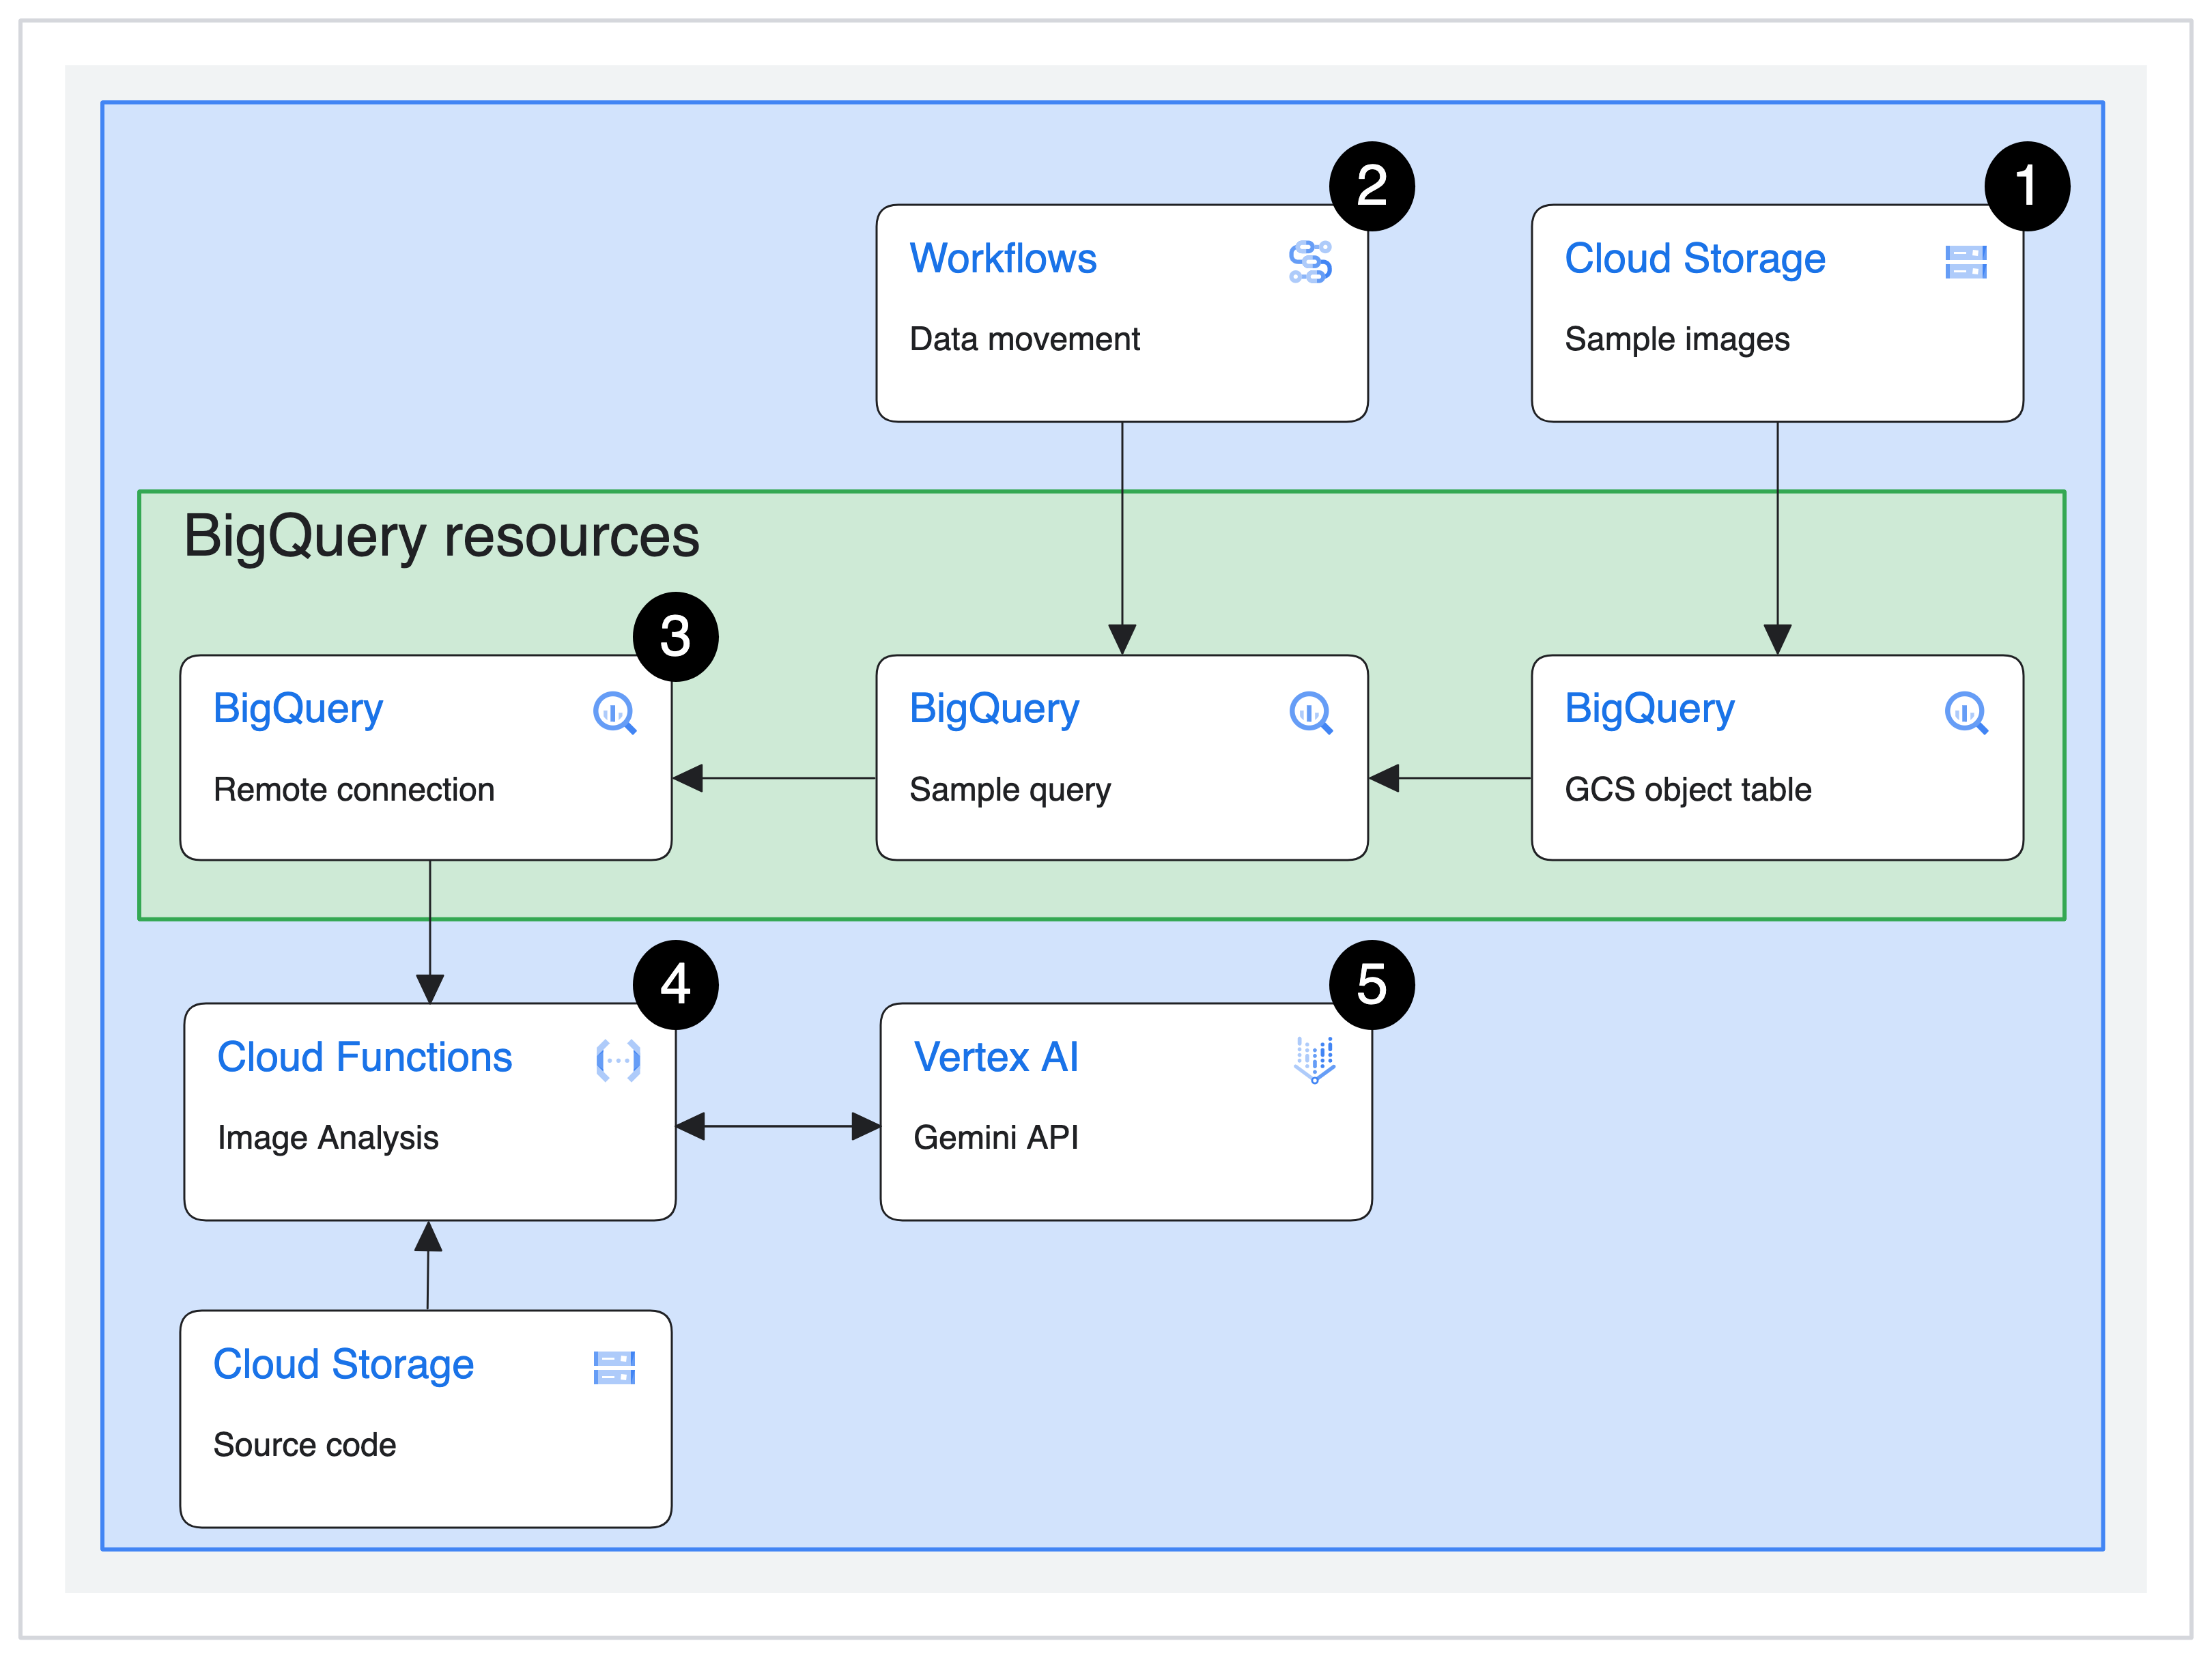 2
1
Workflows
Data movement
Cloud Storage
Sample images
BigQuery resources
3
BigQuery
Remote connection
BigQuery
Sample query
BigQuery
GCS object table
4
5
Cloud Functions
Image Analysis
Vertex AI
Gemini API
Cloud Storage
Source code